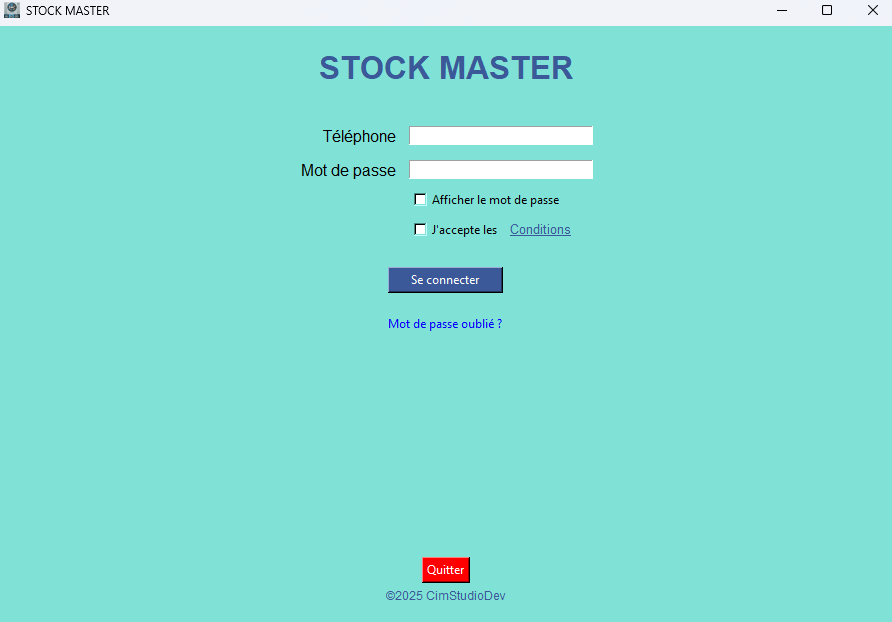 STOCK MASTER
STOCK MASTER
Téléphone
Mot de passe
Afficher le mot de passe
J'accepte les Conditions
Se connecter
Mot de passe oublié ?
Quitter
©2025 CimStudioDev